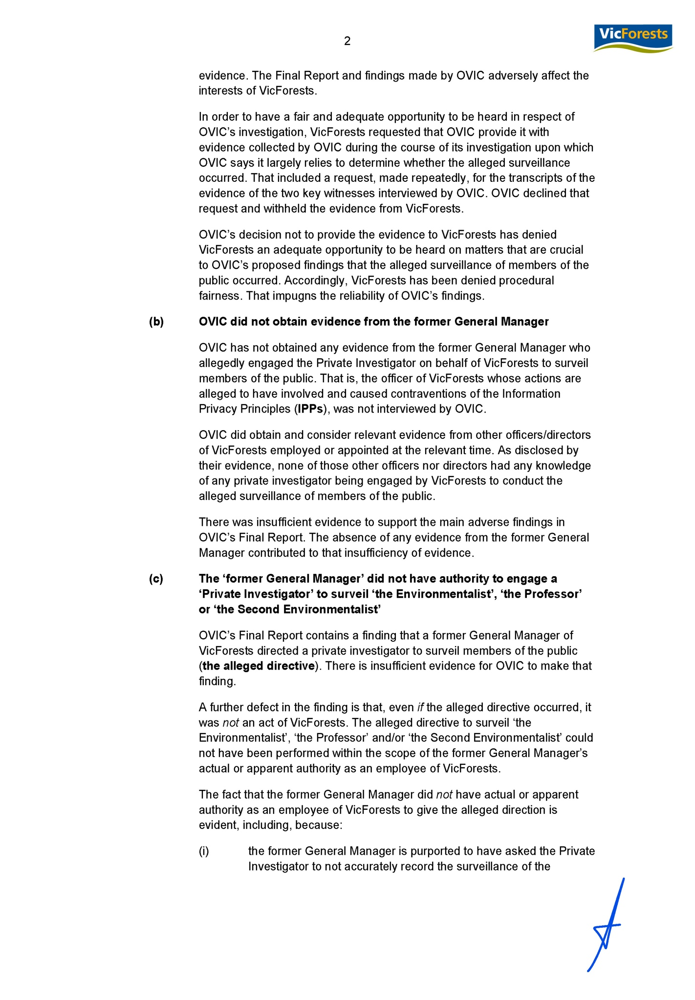 2
VicForests
evidence. The Final Report and findings made by OVIC adversely affect the
interests of VicForests.
In order to have a fair and adequate opportunity to be heard in respect of
OVIC’s investigation, VicForests requested that OVIC provide it with
evidence collected by OVIC during the course of its investigation upon which
OVIC says it largely relies to determine whether the alleged surveillance
occurred. That included a request, made repeatedly, for the transcripts of the
evidence of the two key witnesses interviewed by OVIC. OVIC declined that
request and withheld the evidence from VicForests.
OVIC’s decision not to provide the evidence to VicForests has denied
VicForests an adequate opportunity to be heard on matters that are crucial
to OVIC’s proposed findings that the alleged surveillance of members of the
public occurred. Accordingly, VicForests has been denied procedural
fairness. That impugns the reliability of OVIC’s findings.
(b) OVIC did not obtain evidence from the former General Manager
OVIC has not obtained any evidence from the former General Manager who
allegedly engaged the Private Investigator on behalf of VicForests to surveil
members of the public. That is, the officer of VicForests whose actions are
alleged to have involved and caused contraventions of the Information
Privacy Principles (IPPs), was not interviewed by OVIC.
OVIC did obtain and consider relevant evidence from other officers/directors
of VicForests employed or appointed at the relevant time. As disclosed by
their evidence, none of those other officers nor directors had any knowledge
of any private investigator being engaged by VicForests to conduct the
alleged surveillance of members of the public.
There was insufficient evidence to support the main adverse findings in
OVIC’s Final Report. The absence of any evidence from the former General
Manager contributed to that insufficiency of evidence.
(c) The ‘former General Manager’ did not have authority to engage a
‘Private Investigator’ to surveil ‘the Environmentalist’, ‘the Professor’
or ‘the Second Environmentalist’
OVIC’s Final Report contains a finding that a former General Manager of
VicForests directed a private investigator to surveil members of the public
(the alleged directive). There is insufficient evidence for OVIC to make that
finding.
A further defect in the finding is that, even if the alleged directive occurred, it
was not an act of VicForests. The alleged directive to surveil ‘the
Environmentalist’, ‘the Professor’ and/or ‘the Second Environmentalist’ could
not have been performed within the scope of the former General Manager’s
actual or apparent authority as an employee of VicForests.
The fact that the former General Manager did not have actual or apparent
authority as an employee of VicForests to give the alleged direction is
evident, including, because:
(i) the former General Manager is purported to have asked the Private
Investigator to not accurately record the surveillance of the